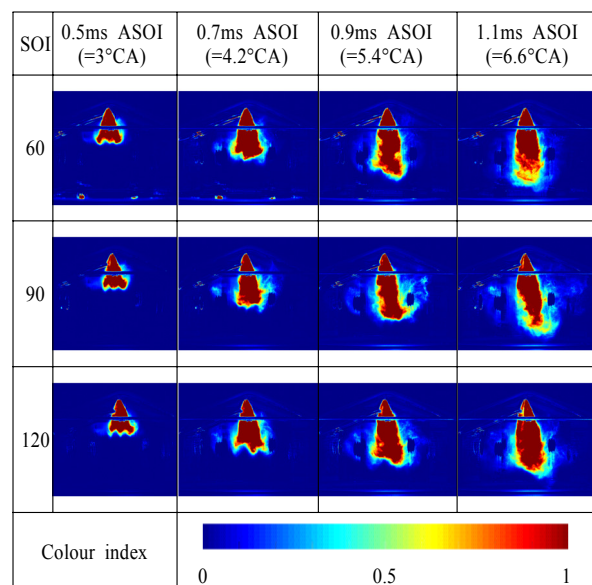 SOI
0.5ms ASOI
(=3°CA)
0.7ms ASOI
(=4.2°CA)
0.9ms ASOI
(=5.4°CA)
1.1ms ASOI
(=6.6°CA)
60
90
120
Colour index
0 0.5 1